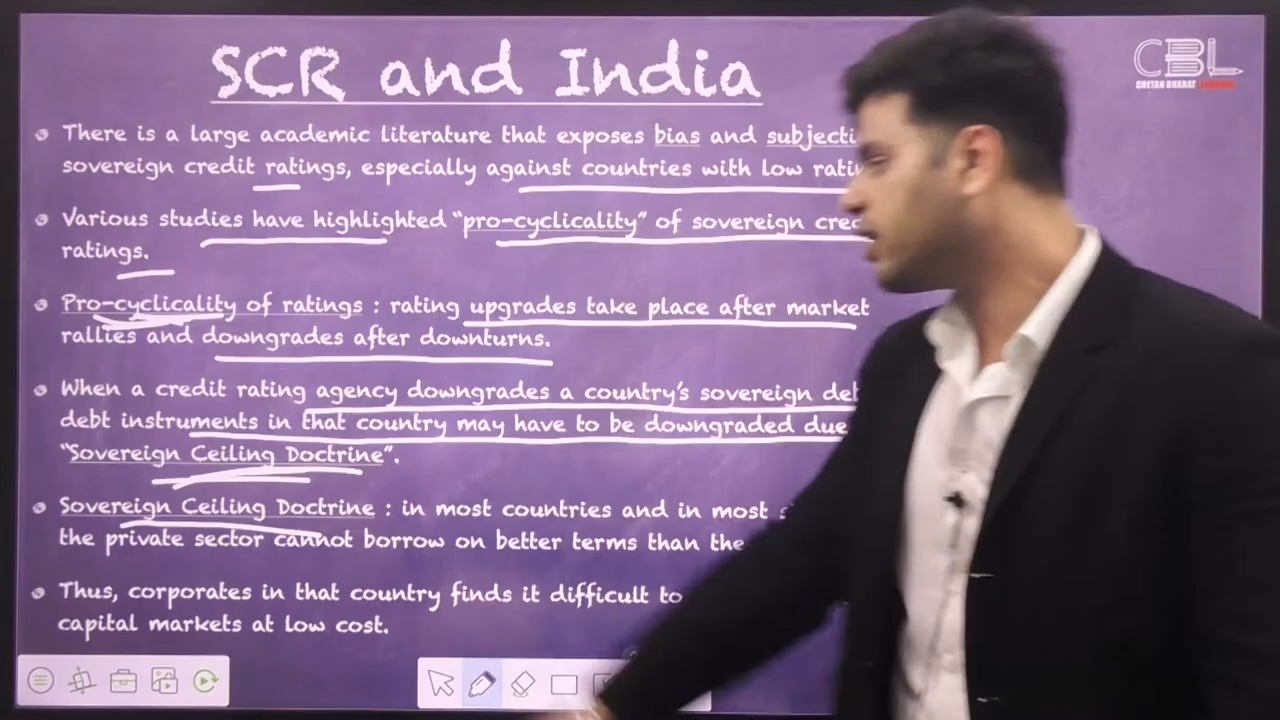 SCR and India
CBL
CHETAN BHARAT LEARNING
There is a large academic literature that exposes bias and
sovereign credit ratings, especially against countries with low
Various studies have highlighted “pro-cyclicality” of sovereign
ratings.
Pro-cyclicality of ratings : rating upgrades take place after market
rallies and downgrades after downturns.
When a credit rating agency downgrades a country’s sovereign
debt instruments in that country may have to be downgraded due
“Sovereign Ceiling Doctrine”.
Sovereign Ceiling Doctrine : in most countries and in most
the private sector cannot borrow on better terms than the
Thus, corporates in that country finds it difficult to
capital markets at low cost.